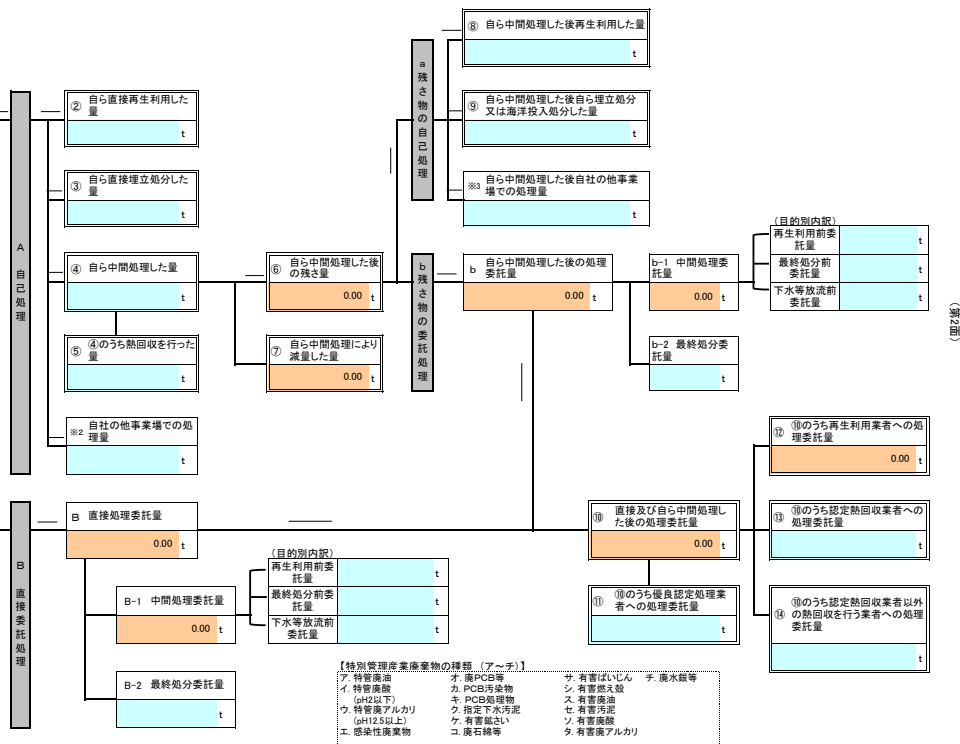 ⑧ 自ら中間処理した後再生利用した量
t
a 残さ物の自己処理
② 自ら直接再生利用した
量
t
⑨ 自ら中間処理した後自ら埋立処分
又は海洋投入処分した量
t
③ 自ら直接埋立処分した
量
t
※3 自ら中間処理した後自社の他事業
場での処理量
t
A 自己処理
(目的別内訳)
再生利用前委
託量
t
最終処分前
委託量
t
下水等放流前
委託量
t
④ 自ら中間処理した量
t
⑥ 自ら中間処理した後
の残さ量
0.00 t
b 残さ物の委託処理
b 自ら中間処理した後の処理
委託量
0.00 t
b-1 中間処理委
託量
0.00 t
(第2面)
⑤ ④のうち熱回収を行った
量
t
⑦ 自ら中間処理により
減量した量
0.00 t
b-2 最終処分委
託量
t
※2 自社の他事業場での処
理量
t
⑫ ⑩のうち再生利用業者への処
理委託量
0.00 t
B 直接委託処理
B 直接処理委託量
0.00 t
⑩ 直接及び自ら中間処理し
た後の処理委託量
0.00 t
⑬ ⑩のうち認定熱回収業者への
処理委託量
t
(目的別内訳)
再生利用前委
託量
t
最終処分前委
託量
t
下水等放流前
委託量
t
B-1 中間処理委託量
0.00 t
⑪ ⑩のうち優良認定処理業
者への処理委託量
t
⑭ ⑩のうち認定熱回収業者以外
の熱回収を行う業者への処理
委託量
t
B-2 最終処分委託量
t
【特別管理産業廃棄物の種類 (ア～チ)】
ア. 特管廃油 オ. 廃PCB等 サ. 有害ばいじん チ. 廃水銀等
イ. 特管廃酸 カ. PCB汚染物 シ. 有害燃え殻
(pH2以下) キ. PCB処理物 ス. 有害廃油
ウ. 特管廃アルカリ ク. 指定下水汚泥 セ. 有害汚泥
(pH12.5以上) ケ. 有害鉱さい ソ. 有害廃酸
エ. 感染性廃棄物 コ. 廃石綿等 タ. 有害廃アルカリ